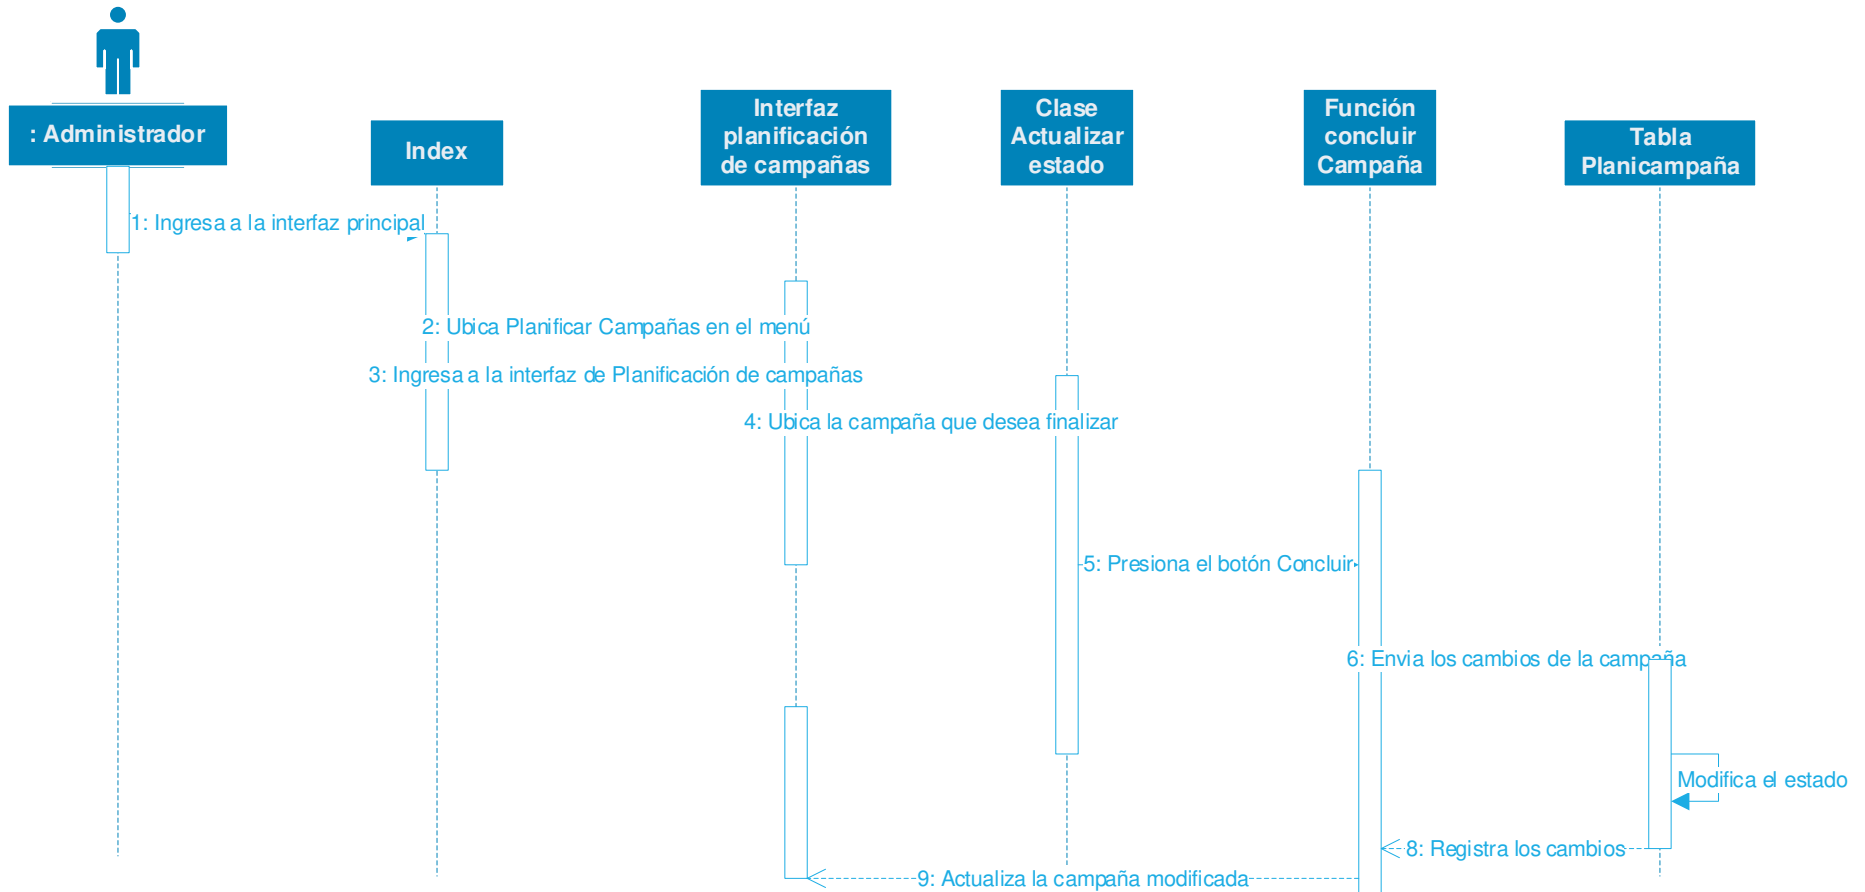 : Administrador
Index
Interfaz
planificación
de campañas
Clase
Actualizar
estado
Función
concluir
Campaña
Tabla
Planicampaña
1: Ingresa a la interfaz principal
2: Ubica Planificar Campañas en el menú
3: Ingresa a la interfaz de Planificación de campañas
4: Ubica la campaña que desea finalizar
5: Presiona el botón Concluir
6: Envia los cambios de la campaña
Modifica el estado
8: Registra los cambios
9: Actualiza la campaña modificada